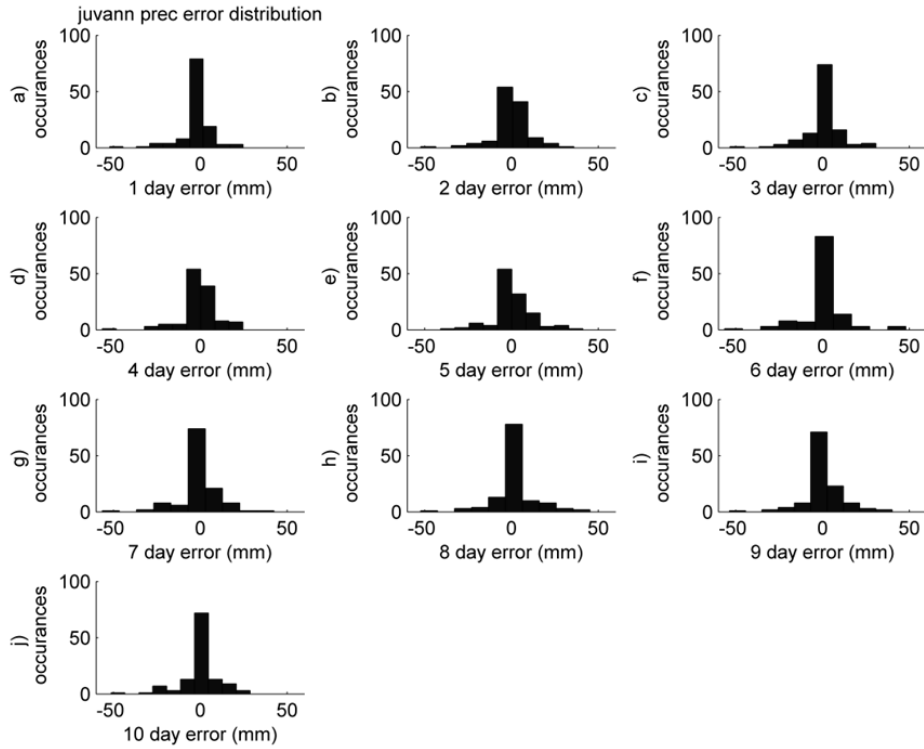 juvann prec error distribution
a)
occurances
100
50
0
-50 0 50
1 day error (mm)
b)
occurances
100
50
0
-50 0 50
2 day error (mm)
c)
occurances
100
50
0
-50 0 50
3 day error (mm)
d)
occurances
100
50
0
-50 0 50
4 day error (mm)
e)
occurances
100
50
0
-50 0 50
5 day error (mm)
f)
occurances
100
50
0
-50 0 50
6 day error (mm)
g)
occurances
100
50
0
-50 0 50
7 day error (mm)
h)
occurances
100
50
0
-50 0 50
8 day error (mm)
i)
occurances
100
50
0
-50 0 50
9 day error (mm)
j)
occurances
100
50
0
-50 0 50
10 day error (mm)